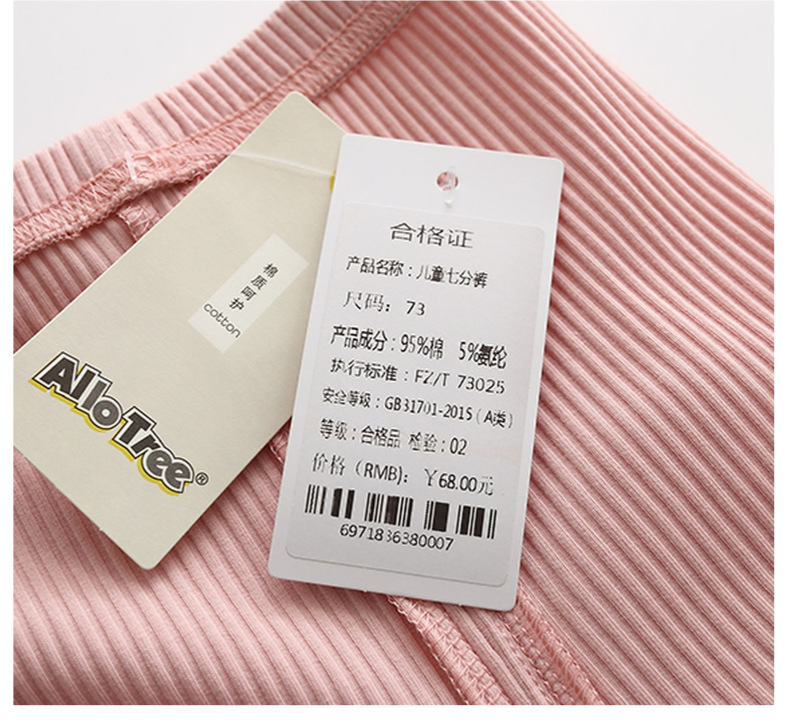 棉质呵护
cotton
Allo Tree®
合格证
产品名称：儿童七分裤
尺码：73
产品成分：95%棉 5%氨纶
执行标准：FZ/T 73025
安全等级：GB31701-2015（A类）
等级：合格品 检验：02
价格（RMB)：￥68.00元
6971836380007